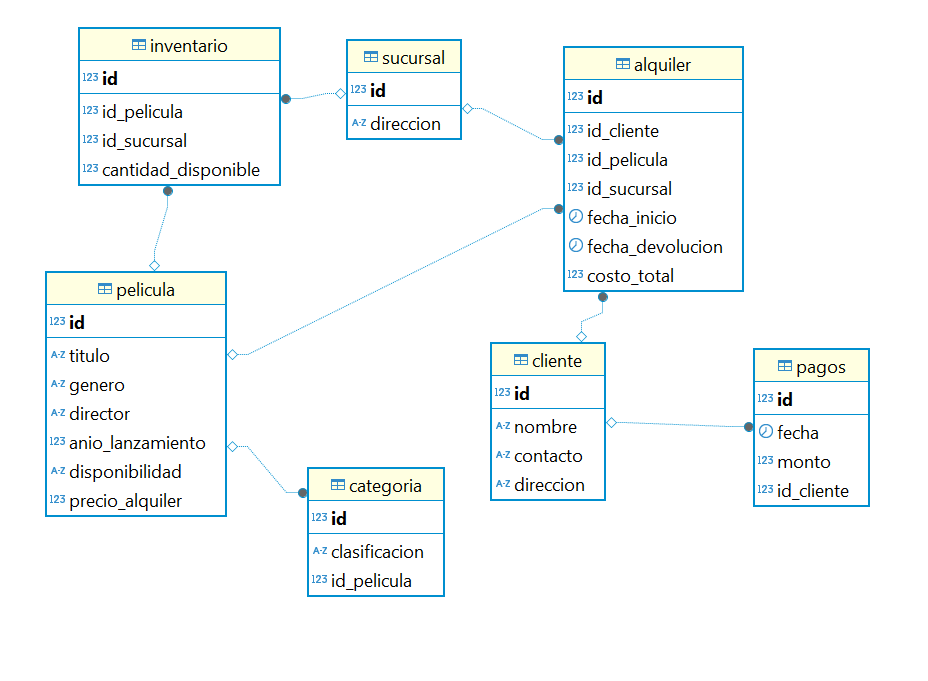 inventario
123 id
123 id_pelicula
123 id_sucursal
123 cantidad_disponible
sucursal
123 id
A-Z direccion
alquiler
123 id
123 id_cliente
123 id_pelicula
123 id_sucursal
fecha_inicio
fecha_devolucion
123 costo_total
pelicula
123 id
A-Z titulo
A-Z genero
A-Z director
123 anio_lanzamiento
A-Z disponibilidad
123 precio_alquiler
categoria
123 id
A-Z clasificacion
123 id_pelicula
cliente
123 id
A-Z nombre
A-Z contacto
A-Z direccion
pagos
123 id
fecha
123 monto
123 id_cliente